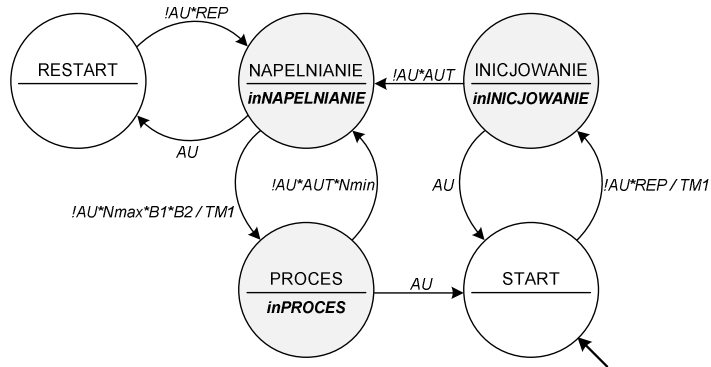 !AU*REP
RESTART
NAPELNIANIE
inNAPELNIANIE
!AU*AUT
INICJOWANIE
inINICJOWANIE
AU
!AU*AUT*Nmin
AU
!AU*REP / TM1
!AU*Nmax*B1*B2 / TM1
PROCES
inPROCES
AU
START